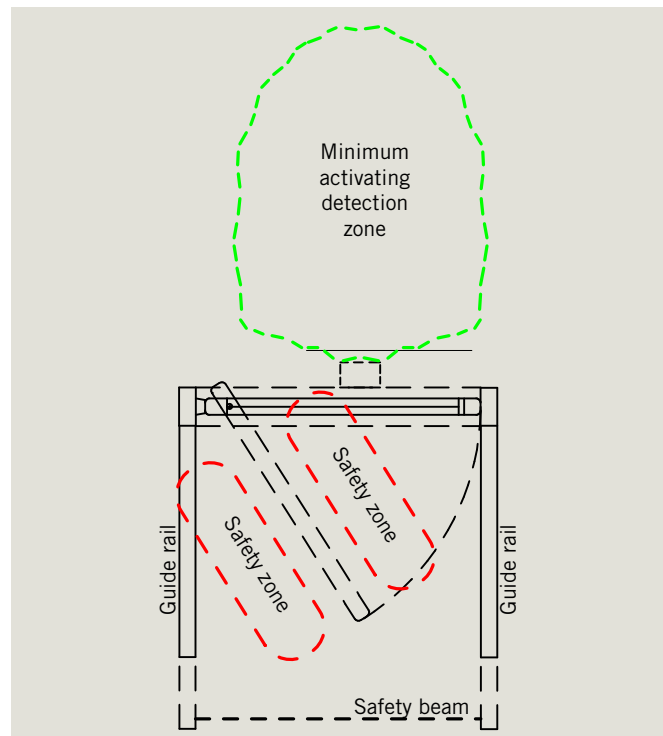 Minimum
activating
detection
zone
Safety zone
Safety zone
Guide rail
Guide rail
Safety beam